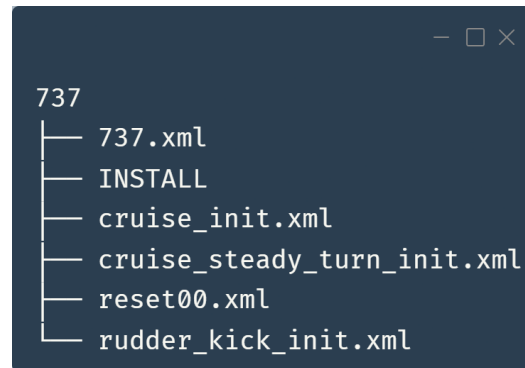 737
├── 737.xml
├── INSTALL
├── cruise_init.xml
├── cruise_steady_turn_init.xml
├── reset00.xml
└── rudder_kick_init.xml